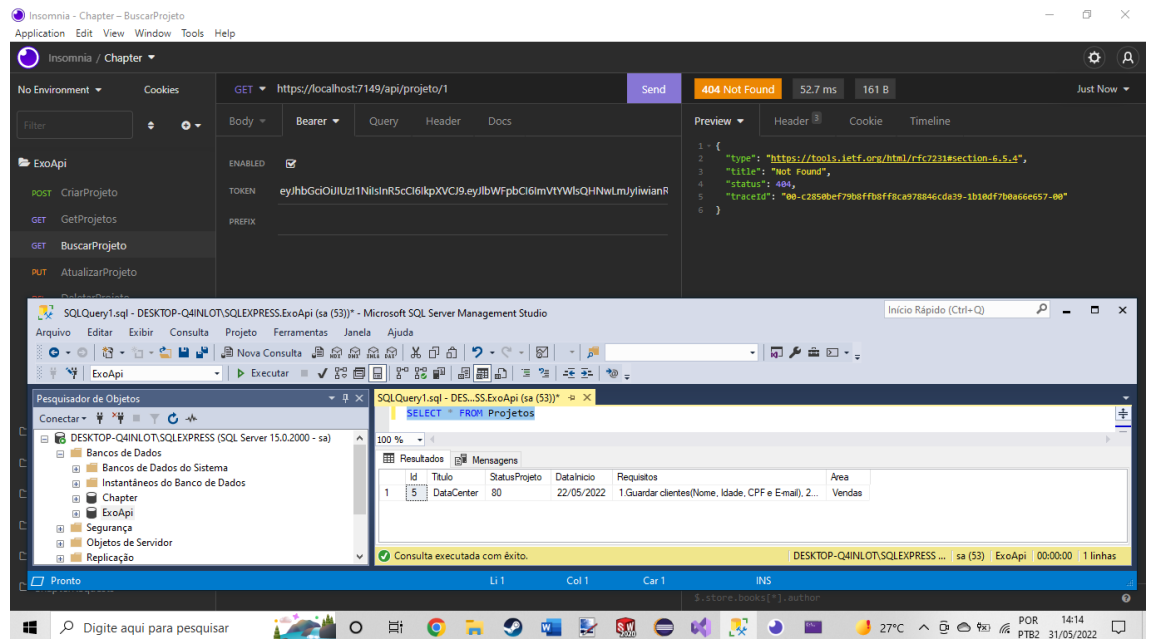 Insomnia - Chapter – BuscarProjeto
Application Edit View Window Tools Help
Insomnia / Chapter
No Environment Cookies
GET https://localhost:7149/api/projeto/1 Send
404 Not Found 52.7 ms 161 B Just Now
Filter
Body Bearer Query Header Docs
Preview Header 3 Cookie Timeline
ExoApi
POST CriarProjeto
GET GetProjetos
GET BuscarProjeto
PUT AtualizarProjeto
ENABLED
TOKEN
PREFIX
1 {
2 "type": "https://tools.ietf.org/html/rfc7231#section-6.5.4",
3 "title": "Not Found",
4 "status": 404,
5 "traceId": "00-c2850bef79b8ffb8ff8ca978846cda39-1b10df7b0a66e657-00"
6 }
SQLQuery1.sql - DESKTOP-Q4INLOT\SQLEXPRESS.ExoApi (sa (53))* - Microsoft SQL Server Management Studio
Início Rápido (Ctrl+Q)
Arquivo Editar Exibir Consulta Projeto Ferramentas Janela Ajuda
Nova Consulta
ExoApi Executar
Pesquisador de Objetos
Conectar
DESKTOP-Q4INLOT\SQLEXPRESS (SQL Server 15.0.2000 - sa)
Bancos de Dados
Bancos de Dados do Sistema
Instantâneos do Banco de Dados
Chapter
ExoApi
Segurança
Objetos de Servidor
Replicação
SQLQuery1.sql - DES...SS.ExoApi (sa (53))*
SELECT * FROM Projetos
100 %
Resultados Mensagens
Id Titulo StatusProjeto DataInicio Requisitos Area
1 5 DataCenter 80 22/05/2022 1.Guardar clientes(Nome, Idade, CPF e E-mail), 2... Vendas
Consulta executada com êxito. DESKTOP-Q4INLOT\SQLEXPRESS ... sa (53) ExoApi 00:00:00 1 linhas
Pronto Li 1 Col 1 Car 1 INS
$.store.books[*].author
Digite aqui para pesquisar
27°C
POR
PTB2
14:14
31/05/2022